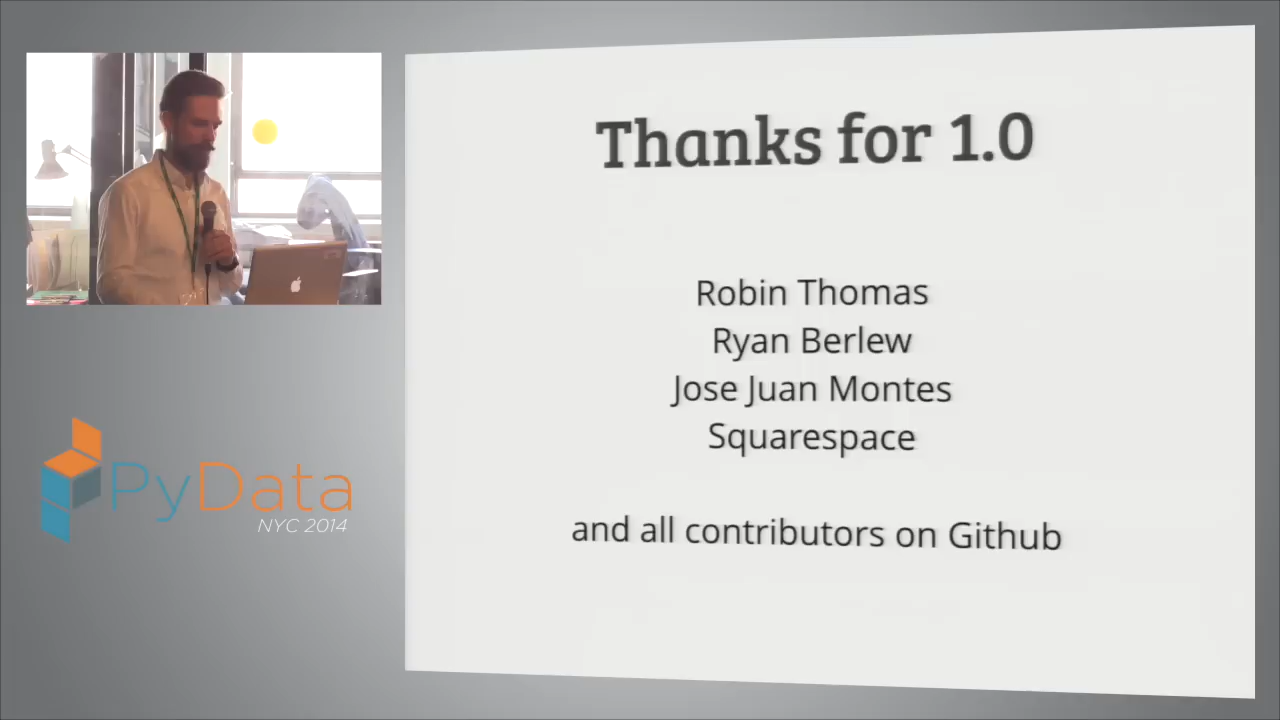 Thanks for 1.0
Robin Thomas
Ryan Berlew
Jose Juan Montes
Squarespace
and all contributors on Github
PyData
NYC 2014